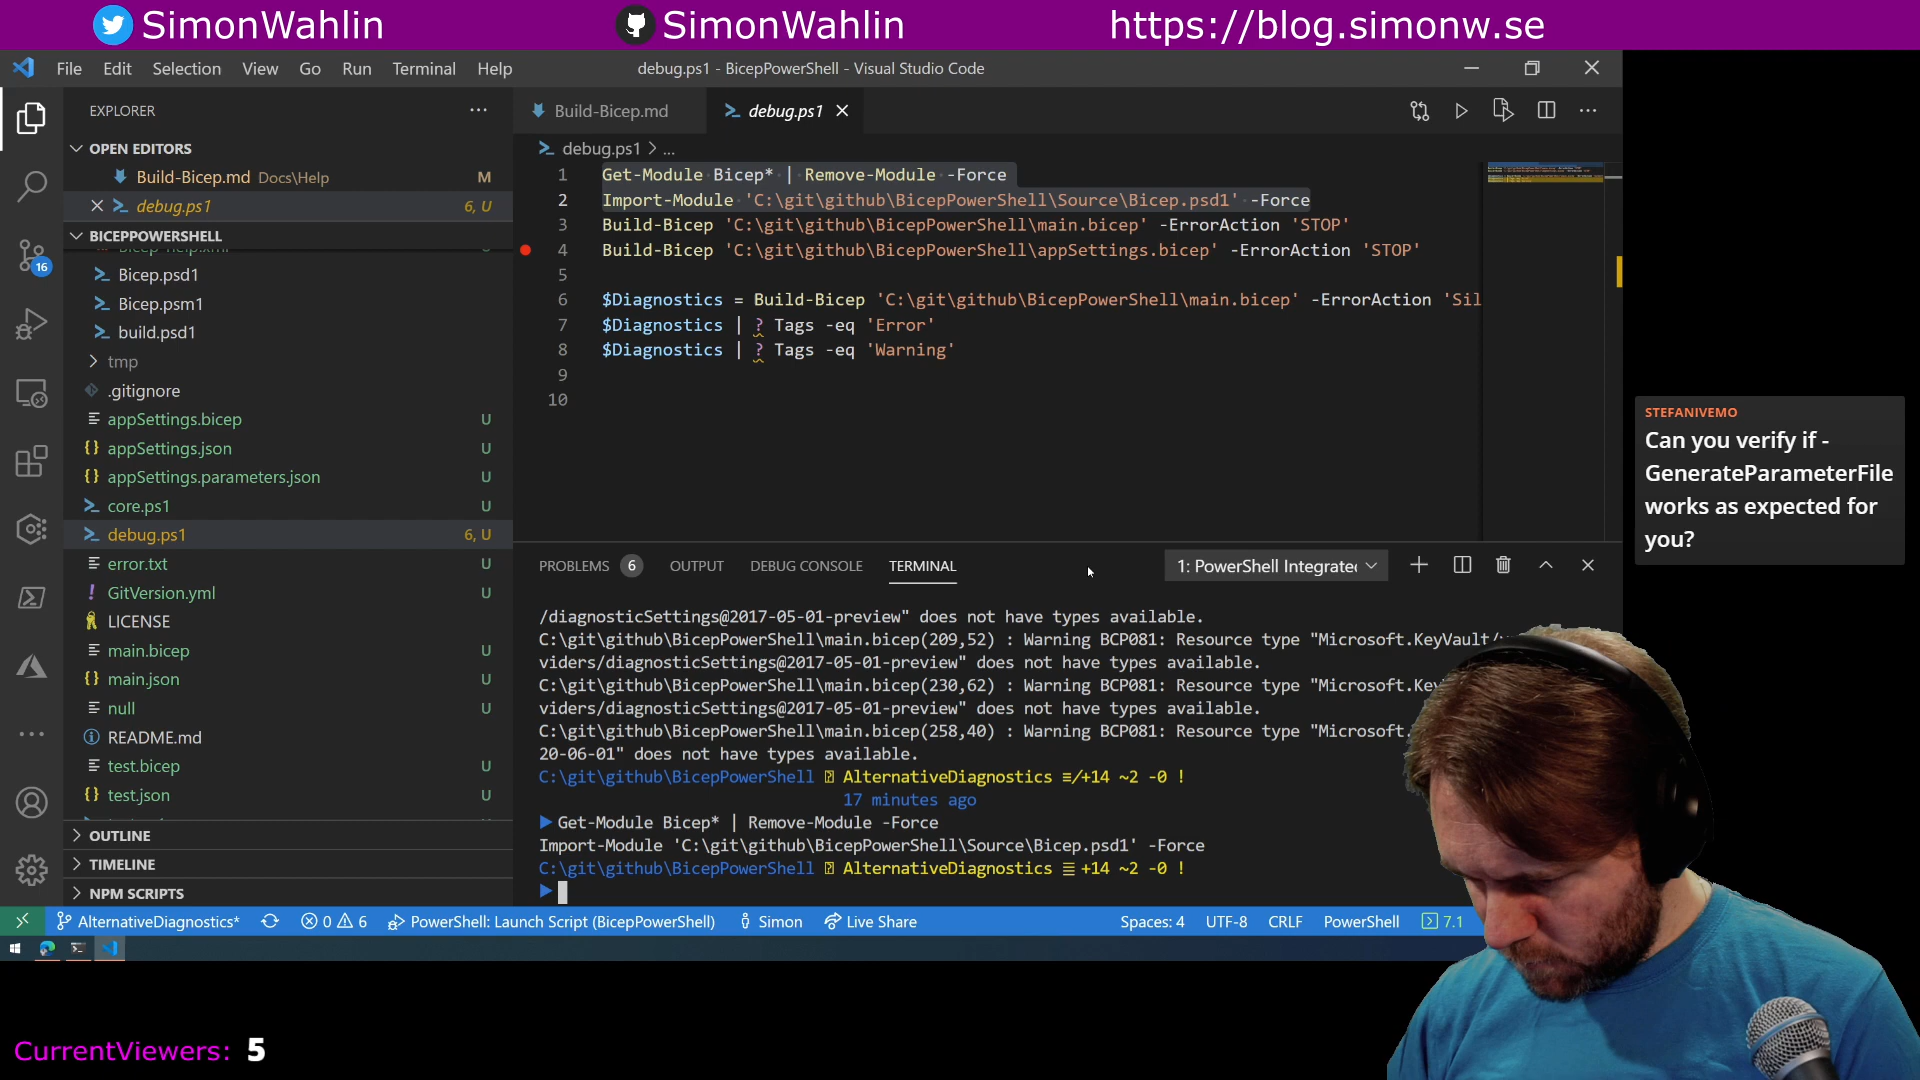 SimonWahlin
SimonWahlin
https://blog.simonw.se
File Edit Selection View Go Run Terminal Help
debug.ps1 - BicepPowerShell - Visual Studio Code
EXPLORER
OPEN EDITORS
Build-Bicep.md Docs\Help M
debug.ps1 6, U
BICEPPOWERSHELL
Bicep.psd1
Bicep.psm1
build.psd1
tmp
.gitignore
appSettings.bicep U
appSettings.json U
appSettings.parameters.json U
core.ps1 U
debug.ps1 6, U
error.txt U
GitVersion.yml U
LICENSE
main.bicep U
main.json U
null U
README.md
test.bicep U
test.json U
OUTLINE
TIMELINE
NPM SCRIPTS
16
Build-Bicep.md
debug.ps1
debug.ps1 > ...
1 Get-Module Bicep* | Remove-Module -Force
2 Import-Module 'C:\git\github\BicepPowerShell\Source\Bicep.psd1' -Force
3 Build-Bicep 'C:\git\github\BicepPowerShell\main.bicep' -ErrorAction 'STOP'
4 Build-Bicep 'C:\git\github\BicepPowerShell\appSettings.bicep' -ErrorAction 'STOP'
5
6 $Diagnostics = Build-Bicep 'C:\git\github\BicepPowerShell\main.bicep' -ErrorAction 'Sil
7 $Diagnostics | ? Tags -eq 'Error'
8 $Diagnostics | ? Tags -eq 'Warning'
9
10
PROBLEMS 6 OUTPUT DEBUG CONSOLE TERMINAL
1: PowerShell Integrate
/diagnosticSettings@2017-05-01-preview" does not have types available.
C:\git\github\BicepPowerShell\main.bicep(209,52) : Warning BCP081: Resource type "Microsoft.KeyVault/
viders/diagnosticSettings@2017-05-01-preview" does not have types available.
C:\git\github\BicepPowerShell\main.bicep(230,62) : Warning BCP081: Resource type "Microsoft.Key
viders/diagnosticSettings@2017-05-01-preview" does not have types available.
C:\git\github\BicepPowerShell\main.bicep(258,40) : Warning BCP081: Resource type "Microsoft.
20-06-01" does not have types available.
C:\git\github\BicepPowerShell AlternativeDiagnostics ≡/+14 ~2 -0 !
17 minutes ago
Get-Module Bicep* | Remove-Module -Force
Import-Module 'C:\git\github\BicepPowerShell\Source\Bicep.psd1' -Force
C:\git\github\BicepPowerShell AlternativeDiagnostics ≣ +14 ~2 -0 !
AlternativeDiagnostics* 0 6 PowerShell: Launch Script (BicepPowerShell) Simon Live Share
Spaces: 4 UTF-8 CRLF PowerShell 7.1
STEFANIVEMO
Can you verify if -
GenerateParameterFile
works as expected for
you?
CurrentViewers: 5